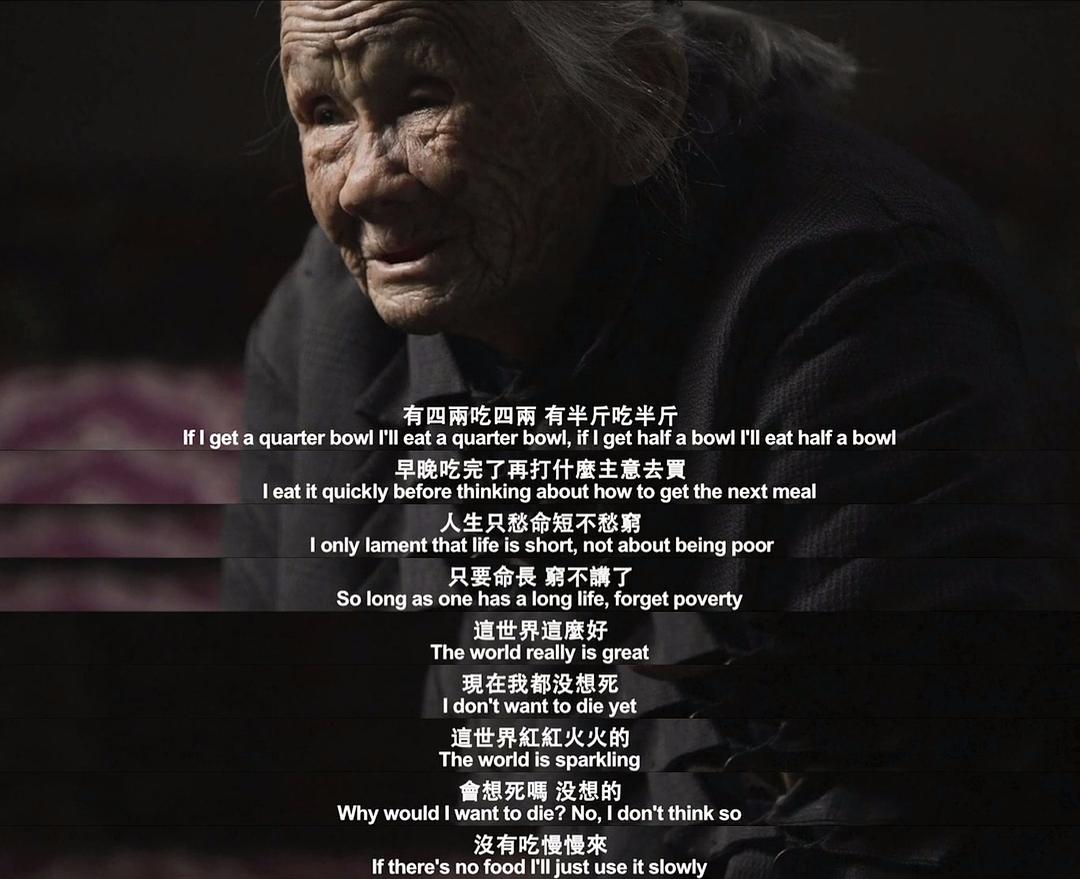 有四兩吃四兩 有半斤吃半斤
If I get a quarter bowl I'll eat a quarter bowl, if I get half a bowl I'll eat half a bowl
早晚吃完了再打什麼主意去買
I eat it quickly before thinking about how to get the next meal
人生只愁命短不愁窮
I only lament that life is short, not about being poor
只要命長 窮不講了
So long as one has a long life, forget poverty
這世界這麼好
The world really is great
現在我都没想死
I don't want to die yet
這世界紅紅火火的
The world is sparkling
會想死嗎 没想的
Why would I want to die? No, I don't think so
沒有吃慢慢來
If there's no food I'll just use it slowly